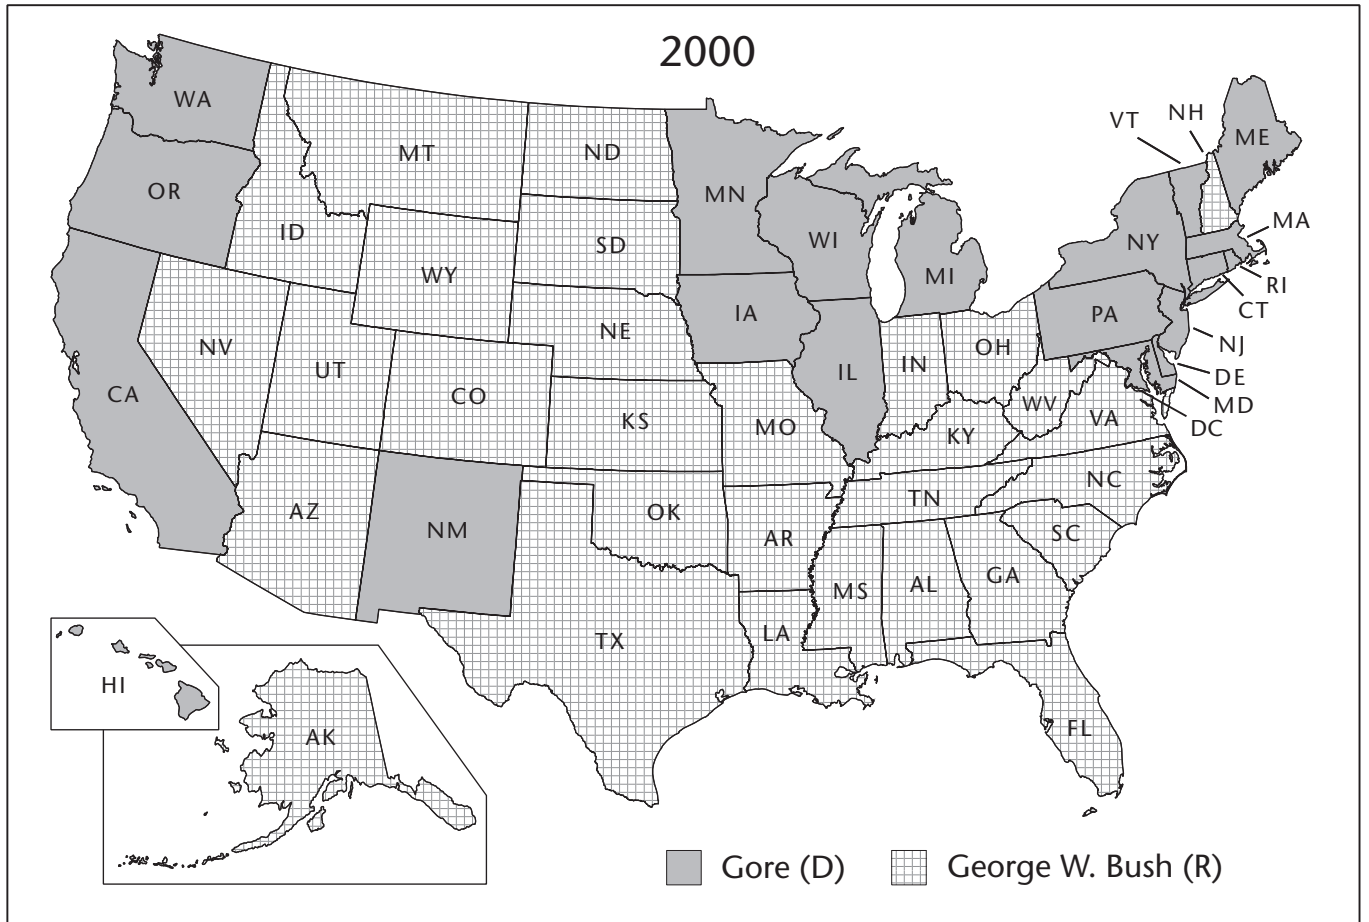 2000
WA
OR
CA
ID
MT
ND
MN
WI
MI
VT
NH
ME
NY
MA
RI
CT
NJ
DE
MD
DC
PA
WY
SD
NV
UT
CO
NE
IA
IL
IN
OH
WV
VA
KS
MO
KY
AZ
NM
OK
AR
TN
NC
SC
TX
LA
MS
AL
GA
FL
HI
AK
Gore (D)
George W. Bush (R)